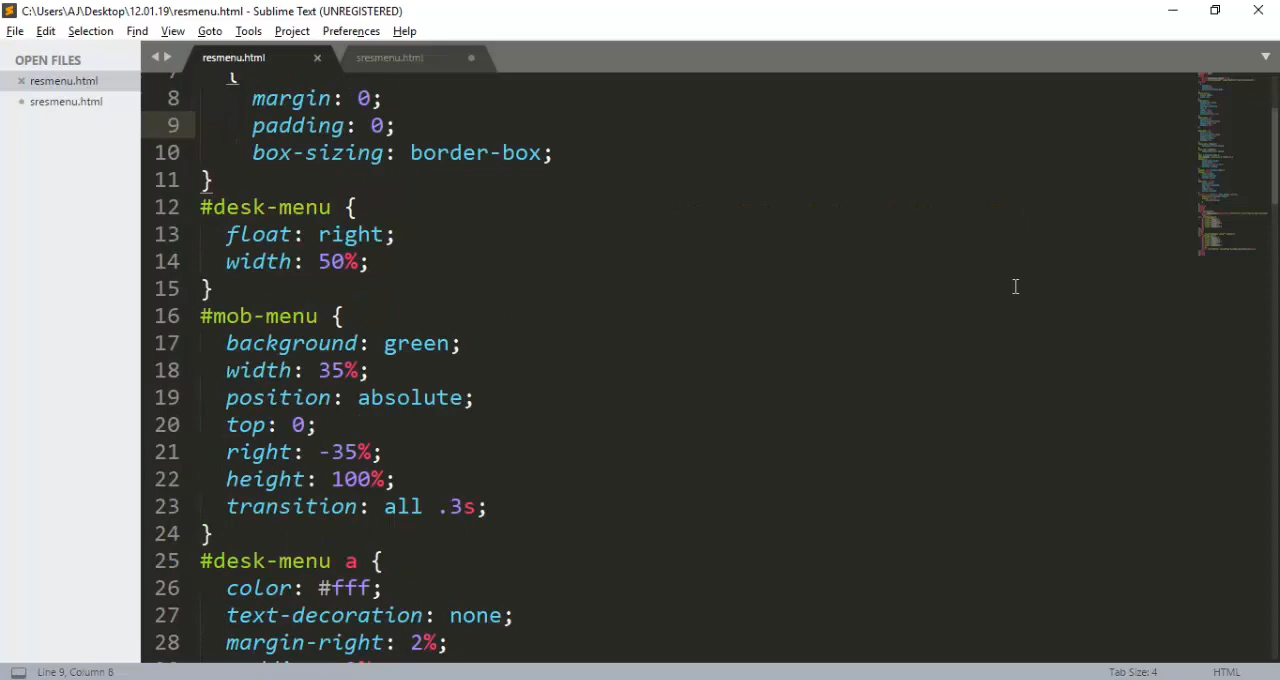 C:\Users\AJ\Desktop\12.01.19\resmenu.html - Sublime Text (UNREGISTERED)
File Edit Selection Find View Goto Tools Project Preferences Help
OPEN FILES
resmenu.html
sresmenu.html
resmenu.html
sresmenu.html
{
8 margin: 0;
9 padding: 0;
10 box-sizing: border-box;
11 }
12 #desk-menu {
13 float: right;
14 width: 50%;
15 }
16 #mob-menu {
17 background: green;
18 width: 35%;
19 position: absolute;
20 top: 0;
21 right: -35%;
22 height: 100%;
23 transition: all .3s;
24 }
25 #desk-menu a {
26 color: #fff;
27 text-decoration: none;
28 margin-right: 2%;
Line 9, Column 8
Tab Size: 4
HTML